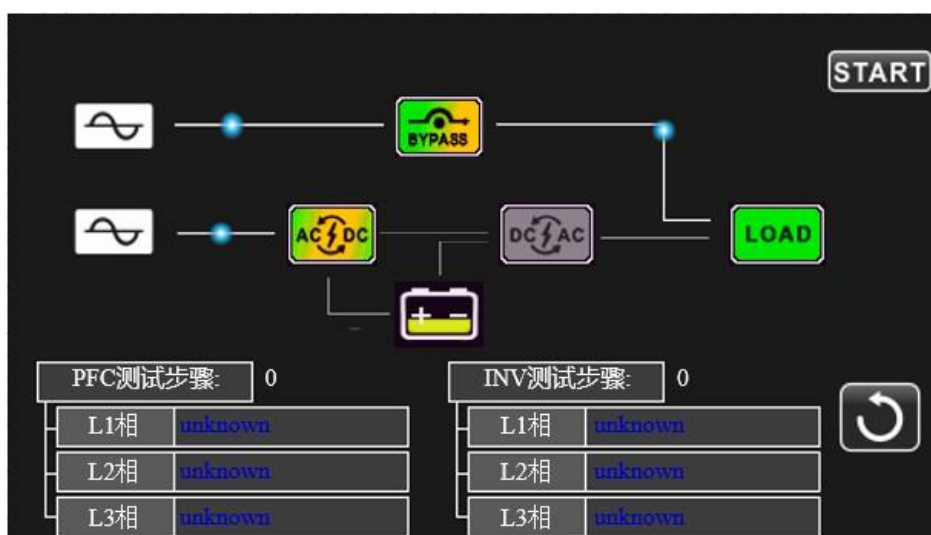 START
BYPASS
AC DC
DC AC
LOAD
+ -
PFC测试步骤: 0
INV测试步骤: 0
L1相 unknown
L1相 unknown
L2相 unknown
L2相 unknown
L3相 unknown
L3相 unknown